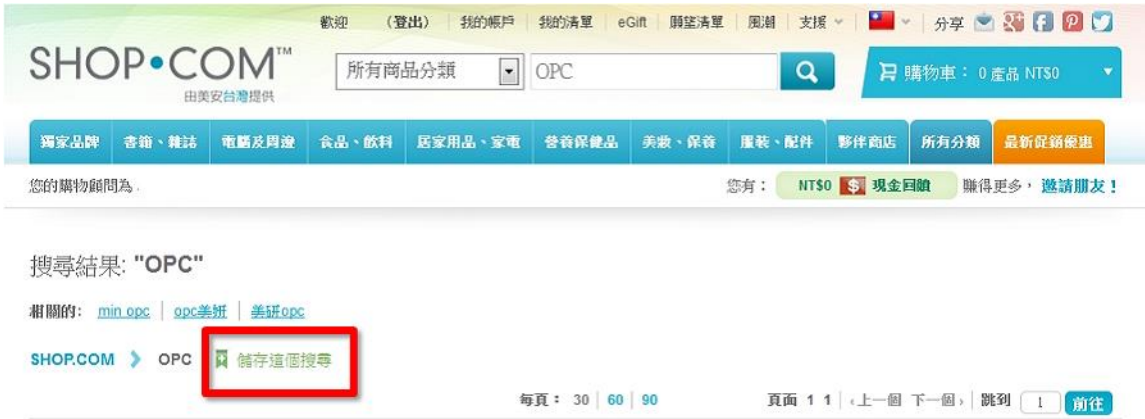 歡迎 (登出) 我的帳戶 我的清單 eGift 願望清單 風潮 支援 分享
SHOP•COM™ 所有商品分類 OPC 購物車: 0 產品 NT$0
由美安台灣提供
獨家品牌 書籍、雜誌 電腦及周邊 食品、飲料 居家用品、家電 營養保健品 美妝、保養 服裝、配件 夥伴商店 所有分類 最新促銷優惠
您的購物顧問為 . 您有: NT$0 $ 現金回饋 賺得更多, 邀請朋友!
搜尋結果: "OPC"
相關的: min opc | opc美妍 | 美研opc
SHOP.COM > OPC 儲存這個搜尋
每頁: 30 | 60 | 90 頁面 1 1 | ‹上一個 下一個› | 跳到 1 前往